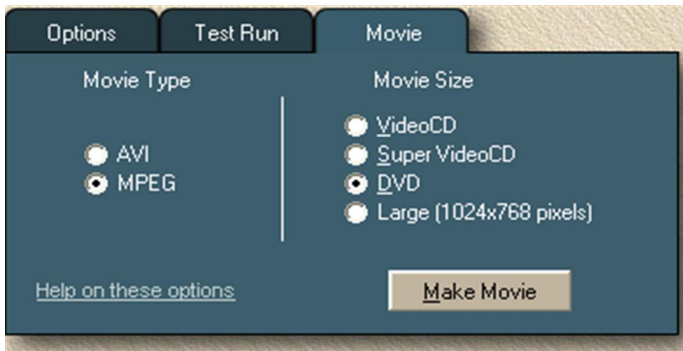 Options Test Run Movie
Movie Type
AVI
MPEG
Movie Size
VideoCD
Super VideoCD
DVD
Large (1024x768 pixels)
Help on these options
Make Movie